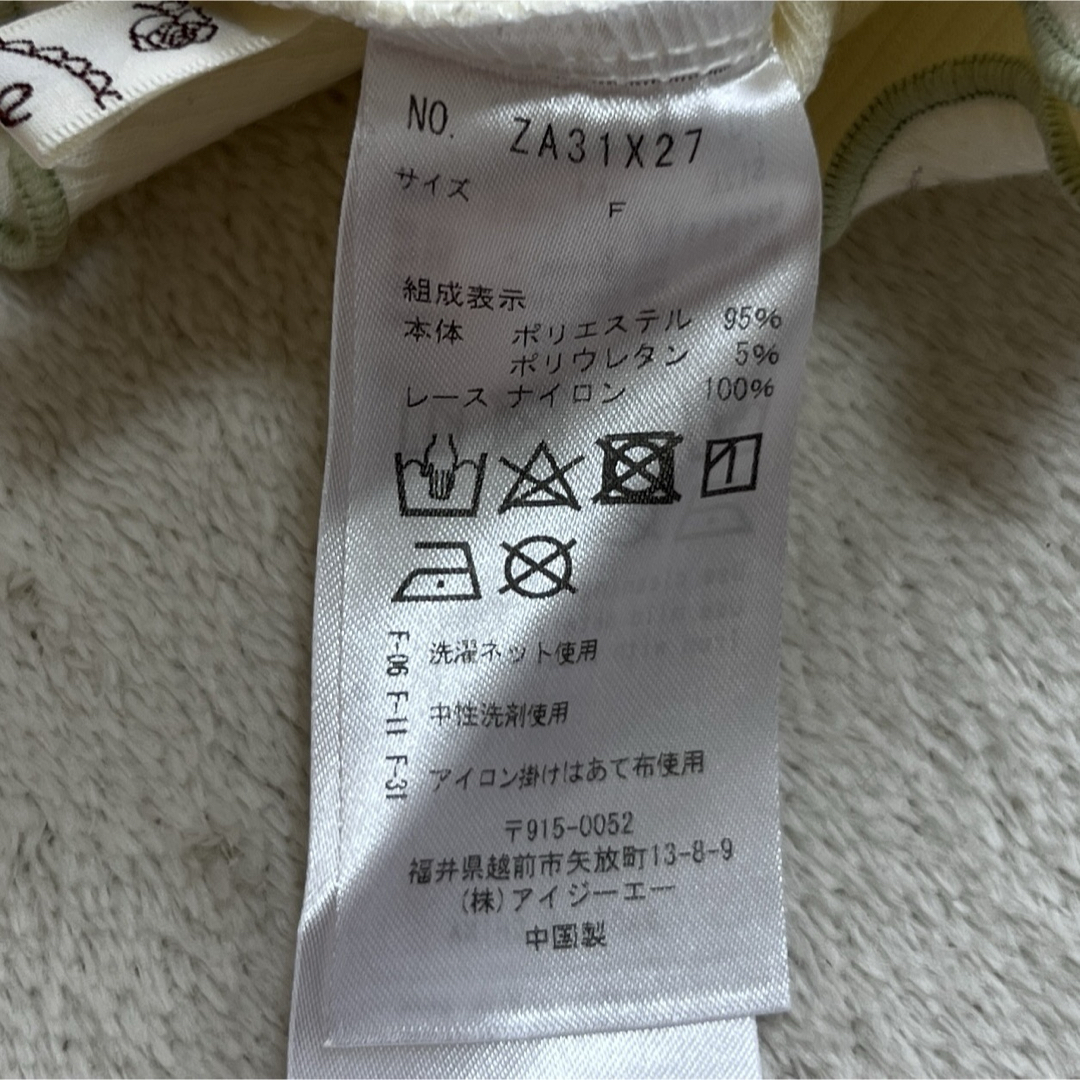 NO. ZA31X27
サイズ
F
組成表示
本体 ポリエステル 95%
ポリウレタン 5%
レース ナイロン 100%
F-06 F-11 F-31
洗濯ネット使用
中性洗剤使用
アイロン掛けはあて布使用
〒915-0052
福井県越前市矢放町13-8-9
(株)アイジーエー
中国製